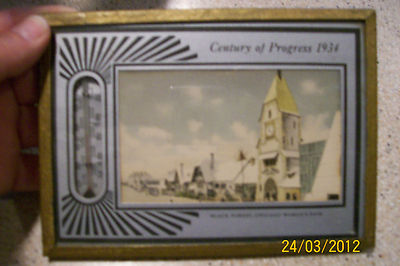 Century of Progress 1934
BLACK FOREST, CHICAGO WORLD'S FAIR
24/03/2012